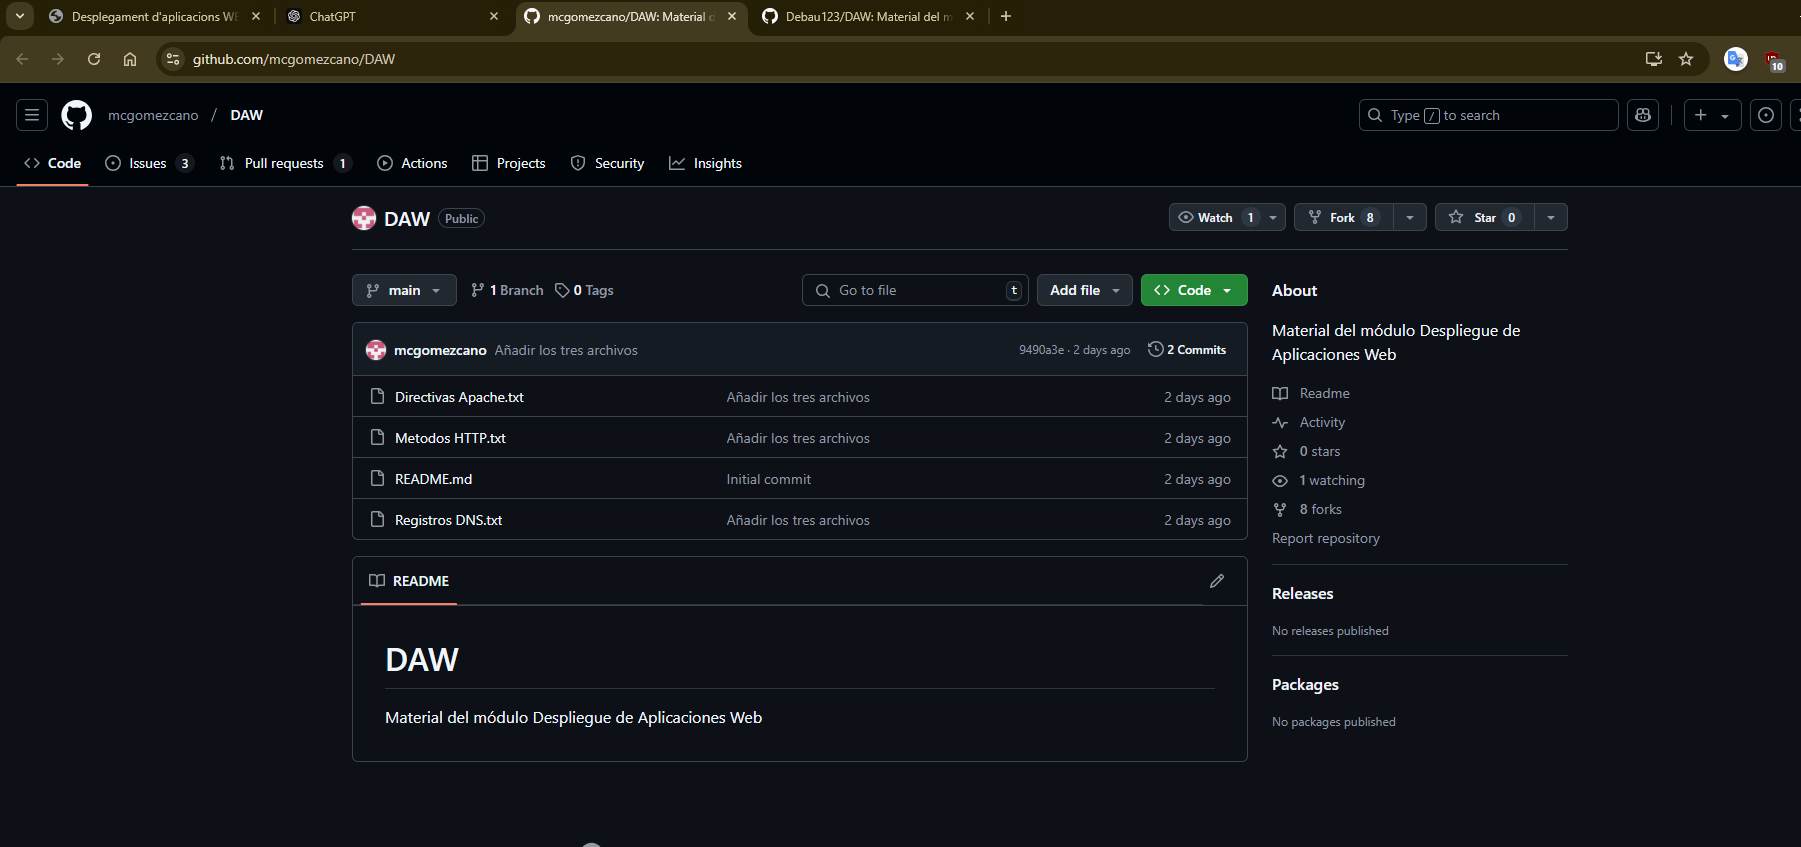 Desplegament d'aplicacions WE
ChatGPT
mcgomezcano/DAW: Material d
Debau123/DAW: Material del m
github.com/mcgomezcano/DAW
10
mcgomezcano / DAW
Type / to search
Code
Issues 3
Pull requests 1
Actions
Projects
Security
Insights
DAW Public
Watch 1
Fork 8
Star 0
main
1 Branch
0 Tags
Go to file t
Add file
Code
mcgomezcano Añadir los tres archivos 9490a3e · 2 days ago 2 Commits
Directivas Apache.txt Añadir los tres archivos 2 days ago
Metodos HTTP.txt Añadir los tres archivos 2 days ago
README.md Initial commit 2 days ago
Registros DNS.txt Añadir los tres archivos 2 days ago
README
DAW
Material del módulo Despliegue de Aplicaciones Web
About
Material del módulo Despliegue de
Aplicaciones Web
Readme
Activity
0 stars
1 watching
8 forks
Report repository
Releases
No releases published
Packages
No packages published